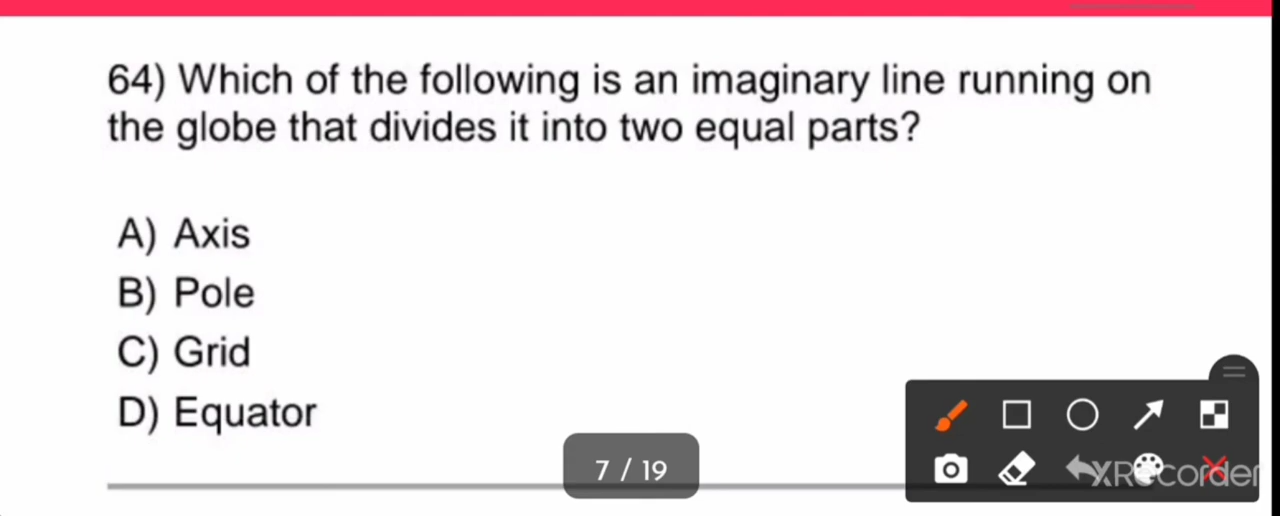 64) Which of the following is an imaginary line running on
the globe that divides it into two equal parts?
A) Axis
B) Pole
C) Grid
D) Equator
7 / 19
XRecorder